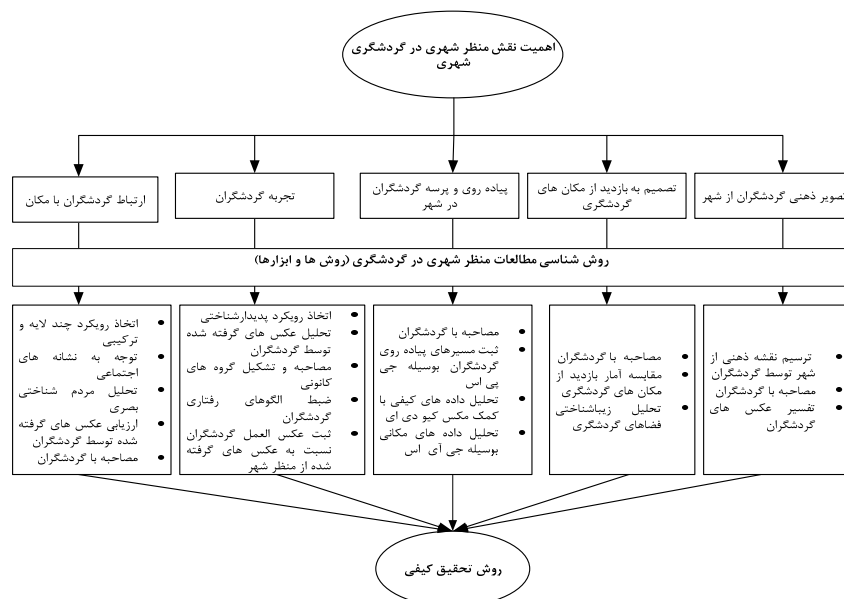 اهمیت نقش منظر شهری در گردشگری
شهری
تصویر ذهنی گردشگران از شهر
تصمیم به بازدید از مکان های
گردشگری
پیاده روی و پرسه گردشگران
در شهر
تجربه گردشگران
ارتباط گردشگران با مکان
روش شناسی مطالعات منظر شهری در گردشگری (روش ها و ابزارها)
• ترسیم نقشه ذهنی از
شهر توسط گردشگران
• مصاحبه با گردشگران
• تفسیر عکس های
گردشگران
• مصاحبه با گردشگران
• مقایسه آمار بازدید از
مکان های گردشگری
• تحلیل زیباشناختی
فضاهای گردشگری
• مصاحبه با گردشگران
• ثبت مسیرهای پیاده روی
گردشگران بوسیله جی
پی اس
• تحلیل داده های کیفی با
کمک مکس کیو دی ای
• تحلیل داده های مکانی
بوسیله جی آی اس
• اتخاذ رویکرد پدیدارشناختی
• تحلیل عکس های گرفته شده
توسط گردشگران
• مصاحبه و تشکیل گروه های
کانونی
• ضبط الگوهای رفتاری
گردشگران
• ثبت عکس العمل گردشگران
نسبت به عکس های گرفته
شده از منظر شهر
• اتخاذ رویکرد چند لایه و
ترکیبی
• توجه به نشانه های
اجتماعی
• تحلیل مردم شناختی
بصری
• ارزیابی عکس های گرفته
شده توسط گردشگران
• مصاحبه با گردشگران
روش تحقیق کیفی